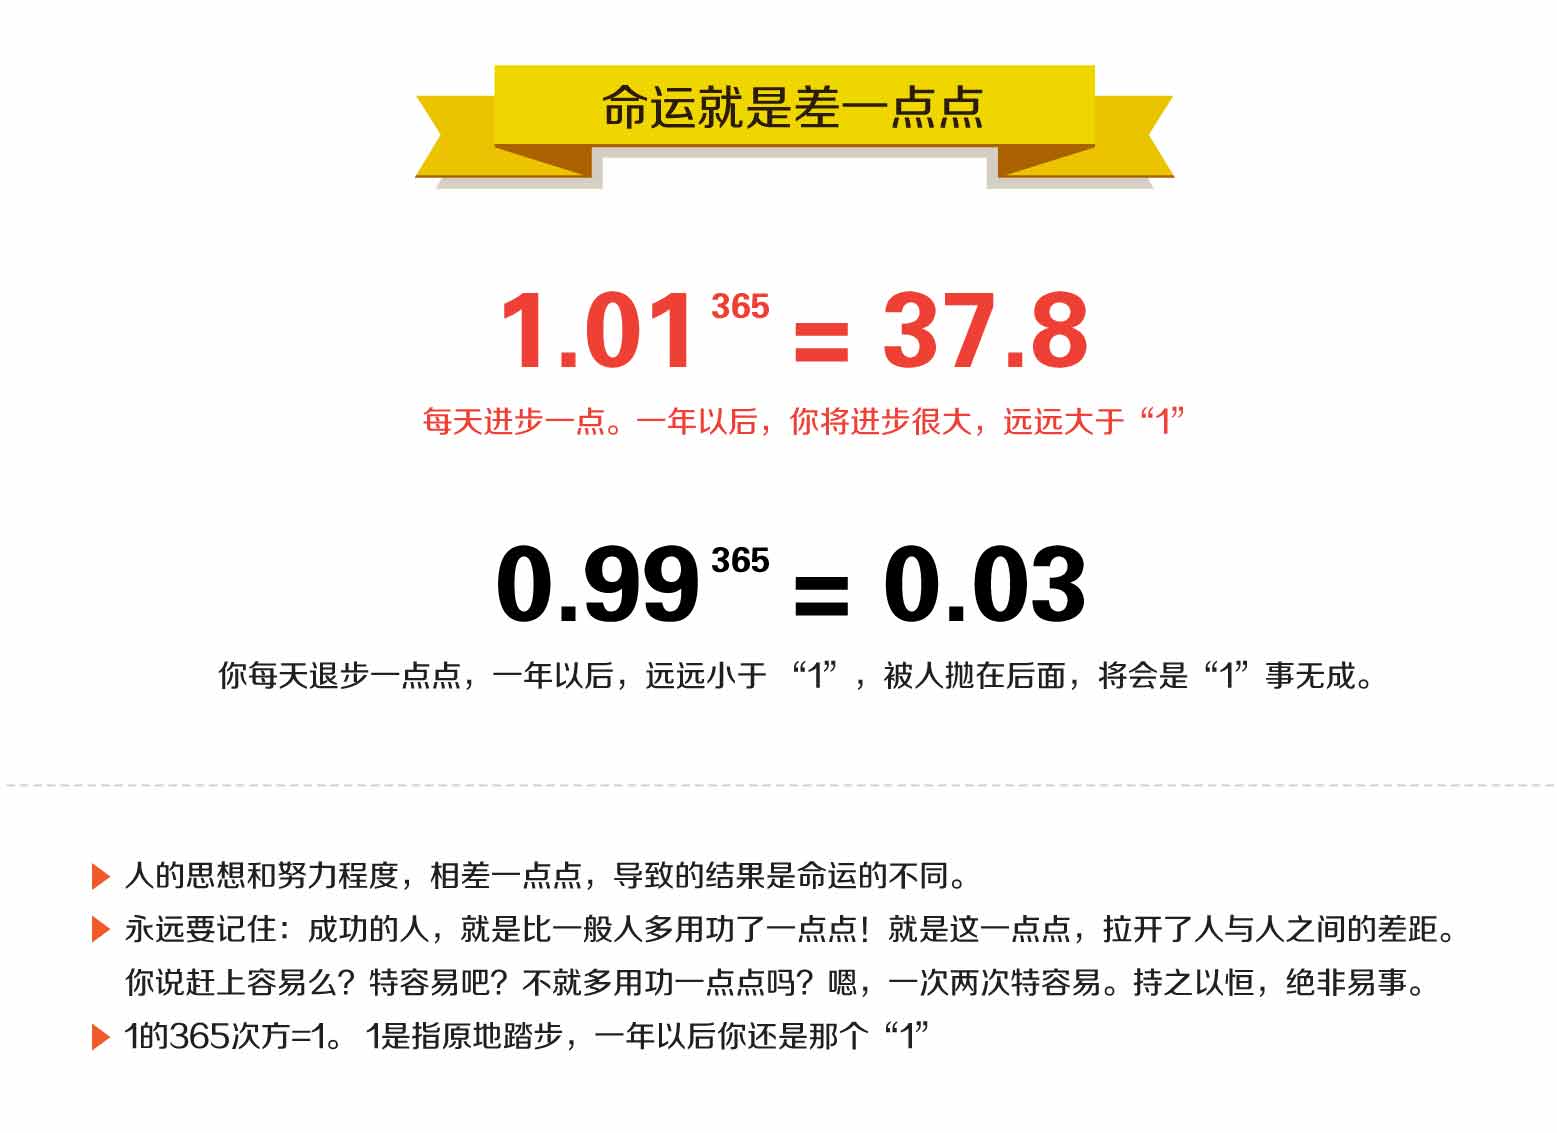 命运就是差一点点
1.01³⁶⁵ = 37.8
每天进步一点。一年以后，你将进步很大，远远大于“1”
0.99³⁶⁵ = 0.03
你每天退步一点点，一年以后，远远小于 “1” ，被人抛在后面，将会是“1”事无成。
人的思想和努力程度，相差一点点，导致的结果是命运的不同。
永远要记住：成功的人，就是比一般人多用功了一点点！就是这一点点，拉开了人与人之间的差距。
你说赶上容易么？特容易吧？不就多用功一点点吗？嗯，一次两次特容易。持之以恒，绝非易事。
1的365次方=1。 1是指原地踏步，一年以后你还是那个“1”